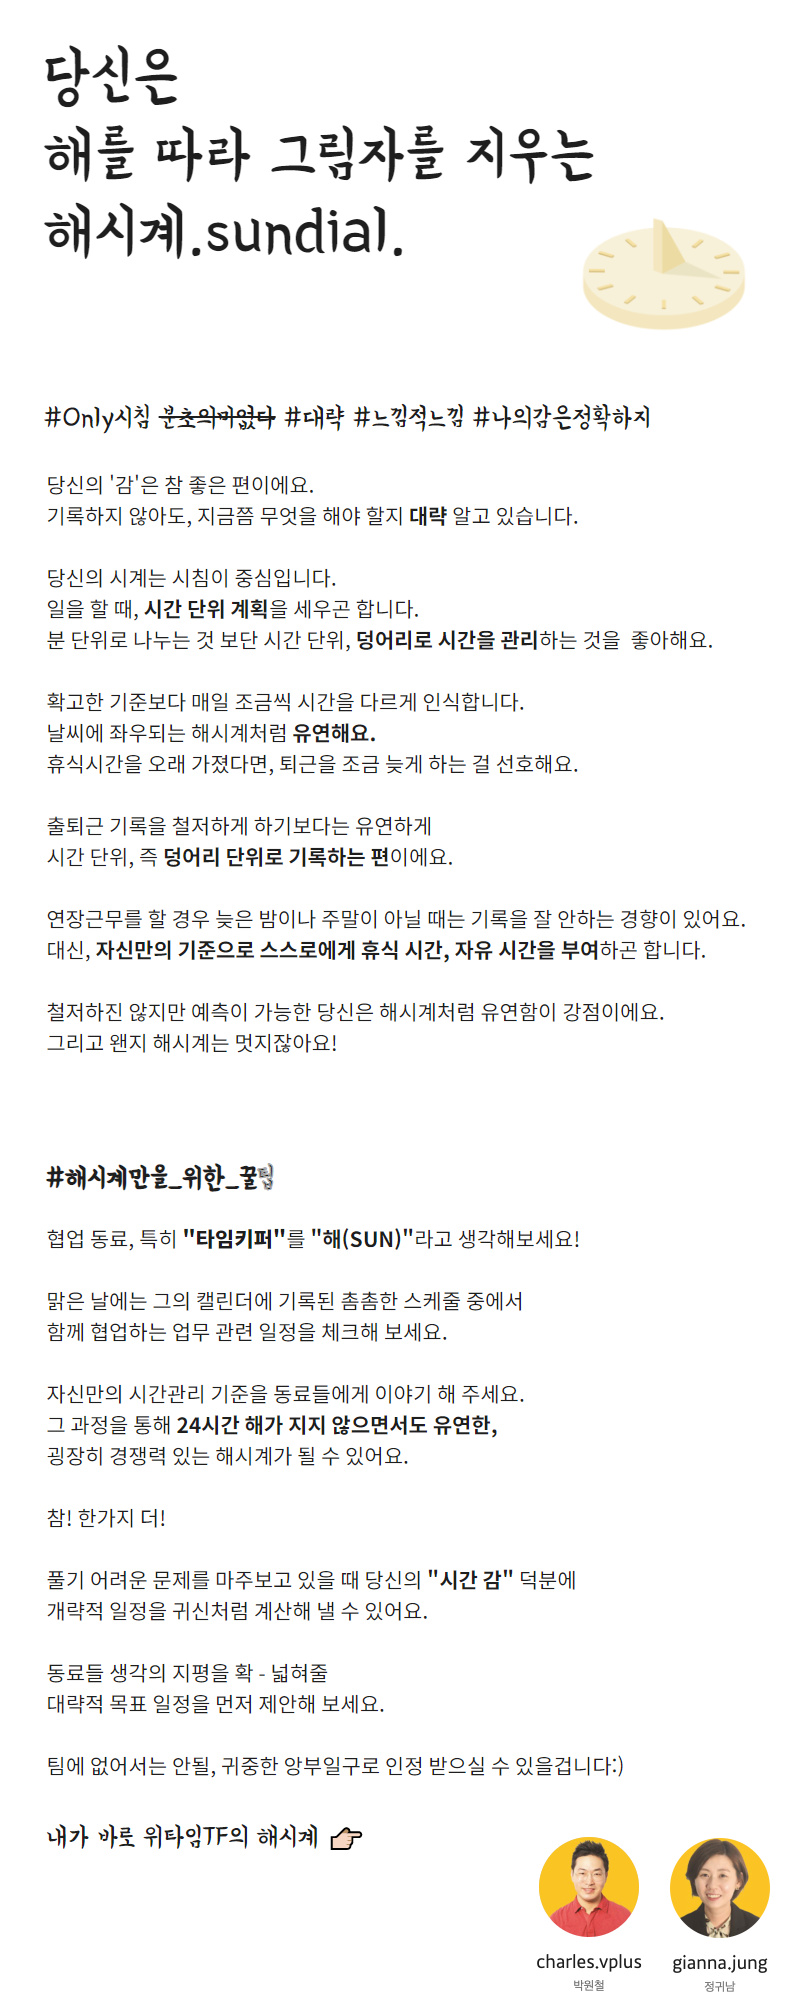 당신은
해를 따라 그림자를 지우는
해시계.sundial.
#Only시침 분초의미없다 #대략 #느낌적느낌 #나의감은정확하지
당신의 '감'은 참 좋은 편이에요.
기록하지 않아도, 지금쯤 무엇을 해야 할지 대략 알고 있습니다.
당신의 시계는 시침이 중심입니다.
일을 할 때, 시간 단위 계획을 세우곤 합니다.
분 단위로 나누는 것 보단 시간 단위, 덩어리로 시간을 관리하는 것을 좋아해요.
확고한 기준보다 매일 조금씩 시간을 다르게 인식합니다.
날씨에 좌우되는 해시계처럼 유연해요.
휴식시간을 오래 가졌다면, 퇴근을 조금 늦게 하는 걸 선호해요.
출퇴근 기록을 철저하게 하기보다는 유연하게
시간 단위, 즉 덩어리 단위로 기록하는 편이에요.
연장근무를 할 경우 늦은 밤이나 주말이 아닐 때는 기록을 잘 안하는 경향이 있어요.
대신, 자신만의 기준으로 스스로에게 휴식 시간, 자유 시간을 부여하곤 합니다.
철저하진 않지만 예측이 가능한 당신은 해시계처럼 유연함이 강점이에요.
그리고 왠지 해시계는 멋지잖아요!
#해시계만을_위한_꿀팁
협업 동료, 특히 "타임키퍼"를 "해(SUN)"라고 생각해보세요!
맑은 날에는 그의 캘린더에 기록된 촘촘한 스케줄 중에서
함께 협업하는 업무 관련 일정을 체크해 보세요.
자신만의 시간관리 기준을 동료들에게 이야기 해 주세요.
그 과정을 통해 24시간 해가 지지 않으면서도 유연한,
굉장히 경쟁력 있는 해시계가 될 수 있어요.
참! 한가지 더!
풀기 어려운 문제를 마주보고 있을 때 당신의 "시간 감" 덕분에
개략적 일정을 귀신처럼 계산해 낼 수 있어요.
동료들 생각의 지평을 확 - 넓혀줄
대략적 목표 일정을 먼저 제안해 보세요.
팀에 없어서는 안될, 귀중한 앙부일구로 인정 받으실 수 있을겁니다:)
내가 바로 위타임TF의 해시계
charles.vplus gianna.jung
박원철 정귀남